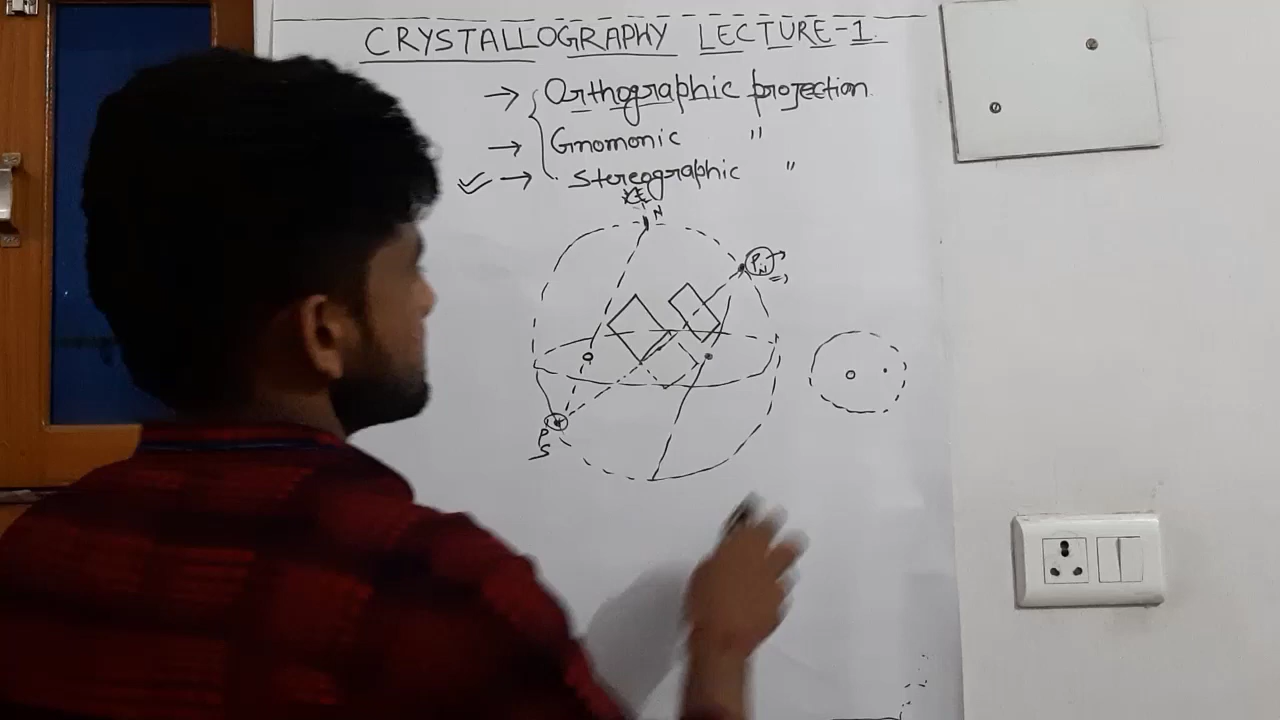 CRYSTALLOGRAPHY LECTURE-1.
→ Orthographic projection.
→ Gnomonic "
→ Stereographic "
N
P
N
P
S